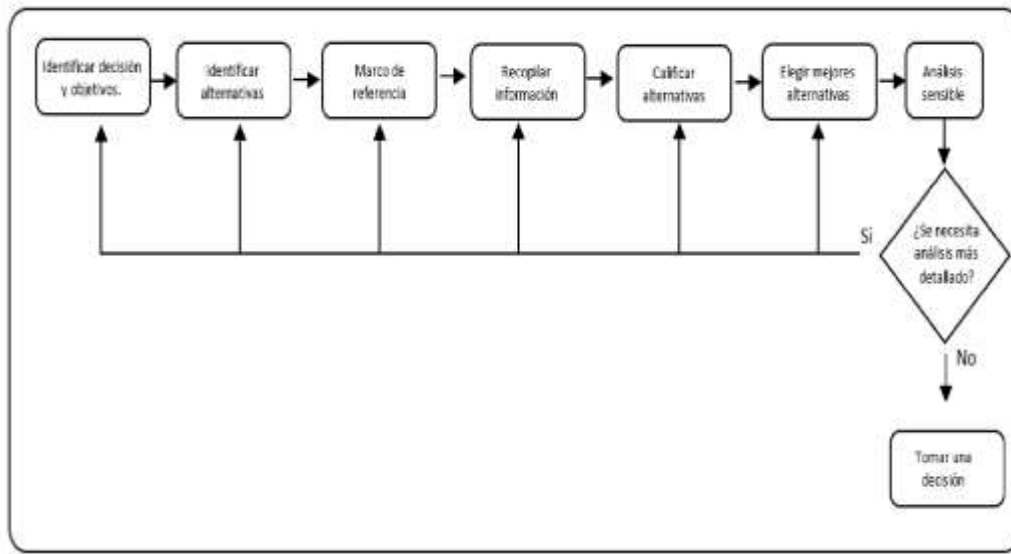 Identificar decisión
y objetivos.
Identificar
alternativas
Marco de
referencia
Recopilar
información
Calificar
alternativas
Elegir mejores
alternativas
Análisis
sensible
Si
¿Se necesita
análisis más
detallado?
No
Tomar una
decisión